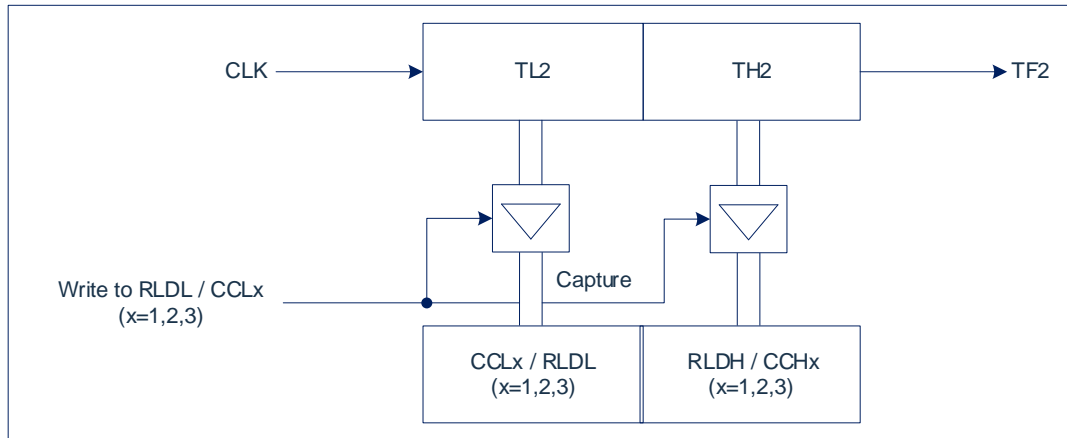 CLK
TL2
TH2
TF2
Write to RLDL / CCLx
(x=1,2,3)
Capture
CCLx / RLDL
(x=1,2,3)
RLDH / CCHx
(x=1,2,3)